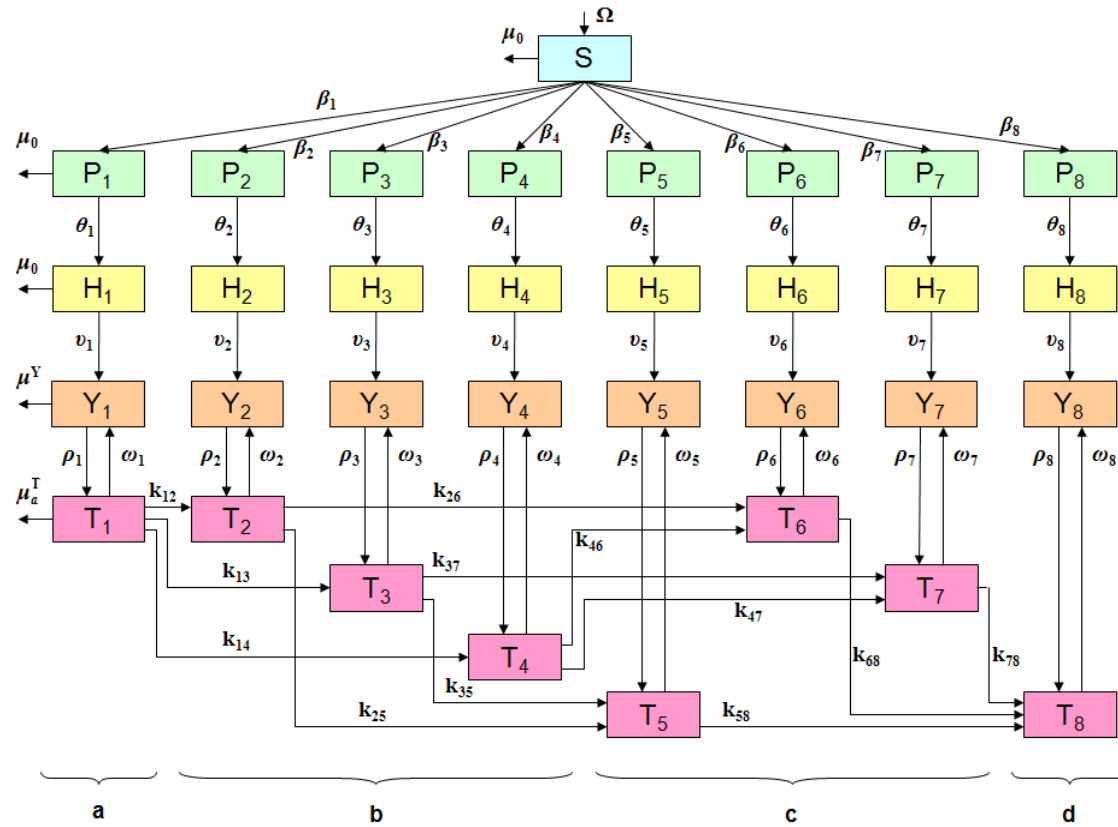 Ω
μ₀ S
β₁ β₂ β₃ β₄ β₅ β₆ β₇ β₈
μ₀ P₁ P₂ P₃ P₄ P₅ P₆ P₇ P₈
θ₁ θ₂ θ₃ θ₄ θ₅ θ₆ θ₇ θ₈
μ₀ H₁ H₂ H₃ H₄ H₅ H₆ H₇ H₈
υ₁ υ₂ υ₃ υ₄ υ₅ υ₆ υ₇ υ₈
μ^Y Y₁ Y₂ Y₃ Y₄ Y₅ Y₆ Y₇ Y₈
ρ₁ ω₁ ρ₂ ω₂ ρ₃ ω₃ ρ₄ ω₄ ρ₅ ω₅ ρ₆ ω₆ ρ₇ ω₇ ρ₈ ω₈
μ_a^T k₁₂ k₂₆
T₁ T₂ T₆
k₄₆
k₁₃ k₃₇
T₃ T₇
k₄₇
k₁₄ T₄ k₆₈ k₇₈
k₃₅
k₂₅ T₅ k₅₈ T₈
a b c d